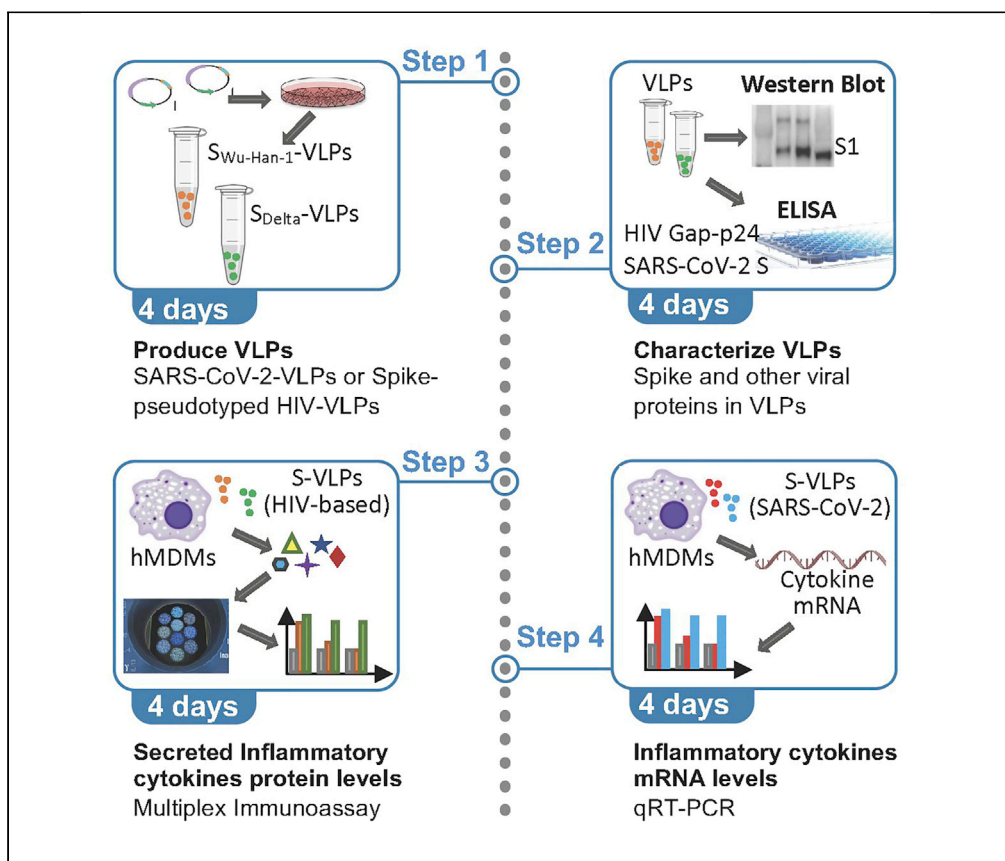 Step 1
S Wu-Han-1-VLPs
S Delta-VLPs
4 days
Produce VLPs
SARS-CoV-2-VLPs or Spike-
pseudotyped HIV-VLPs
Step 2
VLPs
Western Blot
S1
ELISA
HIV Gap-p24
SARS-CoV-2 S
4 days
Characterize VLPs
Spike and other viral
proteins in VLPs
Step 3
S-VLPs
(HIV-based)
hMDMs
4 days
Secreted Inflammatory
cytokines protein levels
Multiplex Immunoassay
Step 4
S-VLPs
(SARS-CoV-2)
hMDMs
Cytokine
mRNA
4 days
Inflammatory cytokines
mRNA levels
qRT-PCR